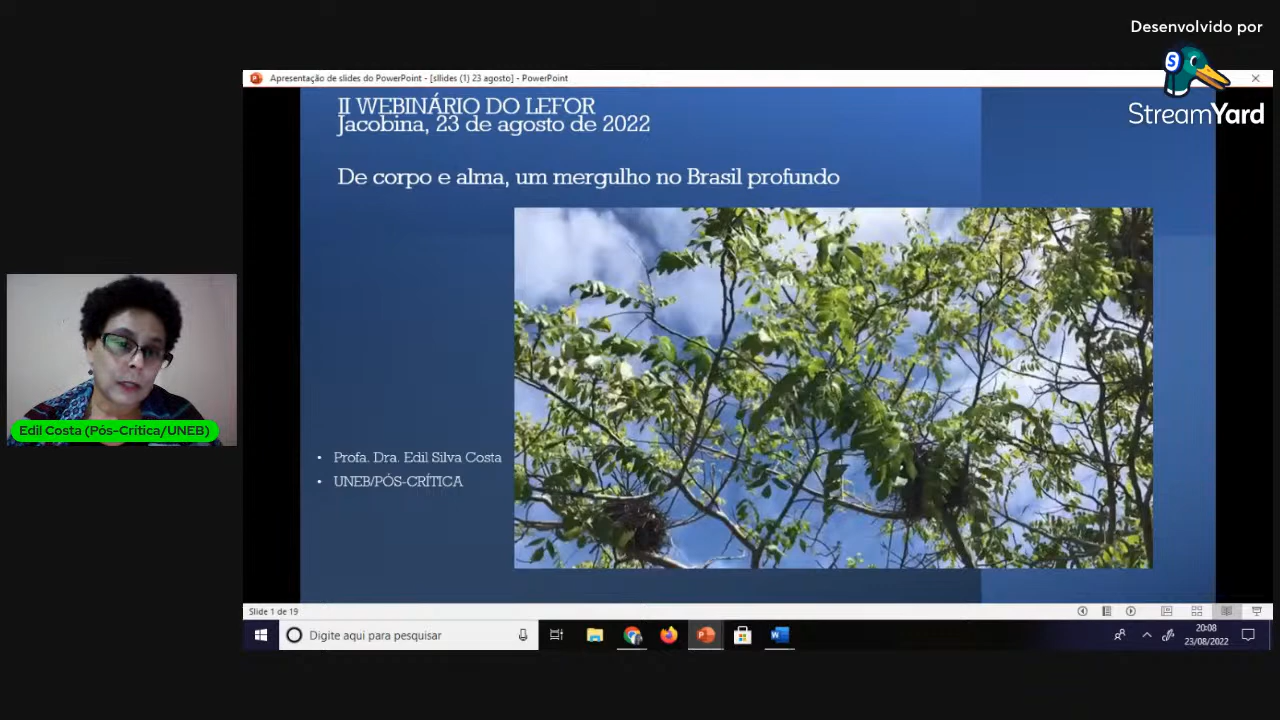 Desenvolvido por
StreamYard
Apresentação de slides do PowerPoint - [sllides (1) 23 agosto] - PowerPoint
II WEBINÁRIO DO LEFOR
Jacobina, 23 de agosto de 2022
De corpo e alma, um mergulho no Brasil profundo
Edil Costa (Pós-Crítica/UNEB)
• Profa. Dra. Edil Silva Costa
• UNEB/PÓS-CRÍTICA
Slide 1 de 19
Digite aqui para pesquisar
20:08
23/08/2022